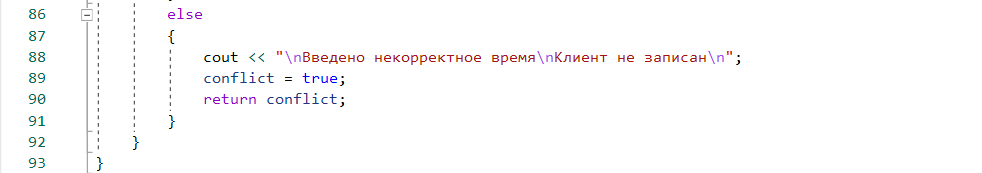 86 else
87 {
88 cout << "\nВведено некорректное время\nКлиент не записан\n";
89 conflict = true;
90 return conflict;
91 }
92 }
93 }